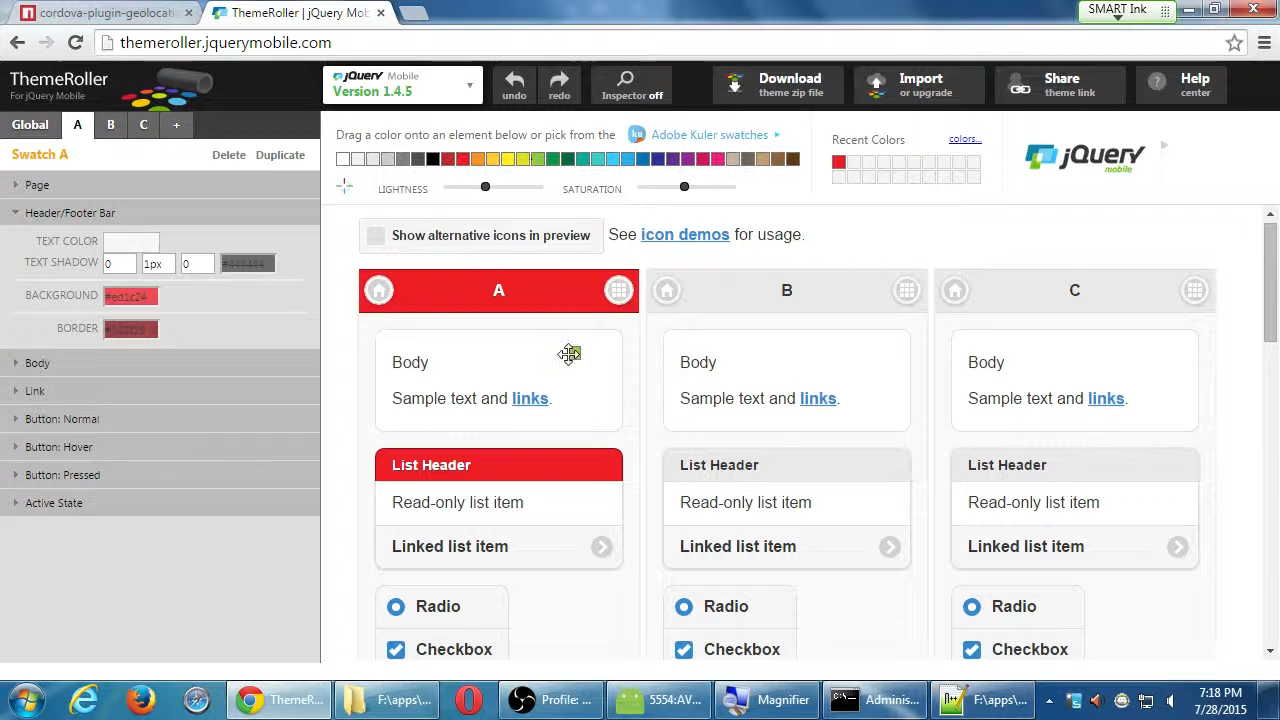 cordova-plugin-geolocati
ThemeRoller | jQuery Mob
SMART Ink
themeroller.jquerymobile.com
ThemeRoller
For jQuery Mobile
jQuery Mobile
Version 1.4.5
undo
redo
Inspector off
Download
theme zip file
Import
or upgrade
Share
theme link
?
Help
center
Global
A
B
C
+
Swatch A
Delete
Duplicate
Page
Header/Footer Bar
TEXT COLOR
TEXT SHADOW
0
1px
0
#444444
BACKGROUND
#ed1c24
BORDER
Body
Link
Button: Normal
Button: Hover
Button: Pressed
Active State
Drag a color onto an element below or pick from the
ku
Adobe Kuler swatches
LIGHTNESS
SATURATION
Recent Colors
colors...
jQuery
mobile
Show alternative icons in preview
See icon demos for usage.
A
Body
Sample text and links.
List Header
Read-only list item
Linked list item
Radio
Checkbox
B
Body
Sample text and links.
List Header
Read-only list item
Linked list item
Radio
Checkbox
C
Body
Sample text and links.
List Header
Read-only list item
Linked list item
Radio
Checkbox
ThemeR...
F:\apps\...
Profile: ...
5554:AV...
Magnifier
Adminis...
F:\apps\...
7:18 PM
7/28/2015